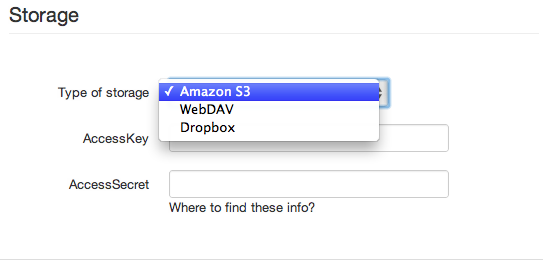 Storage
Type of storage
✓ Amazon S3
WebDAV
Dropbox
AccessKey
AccessSecret
Where to find these info?